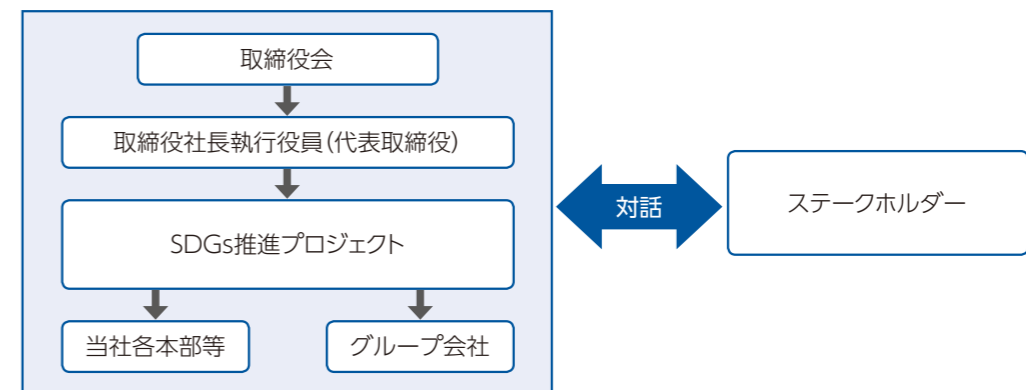 取締役会
取締役社長執行役員（代表取締役）
SDGs推進プロジェクト
当社各本部等
グループ会社
対話
ステークホルダー